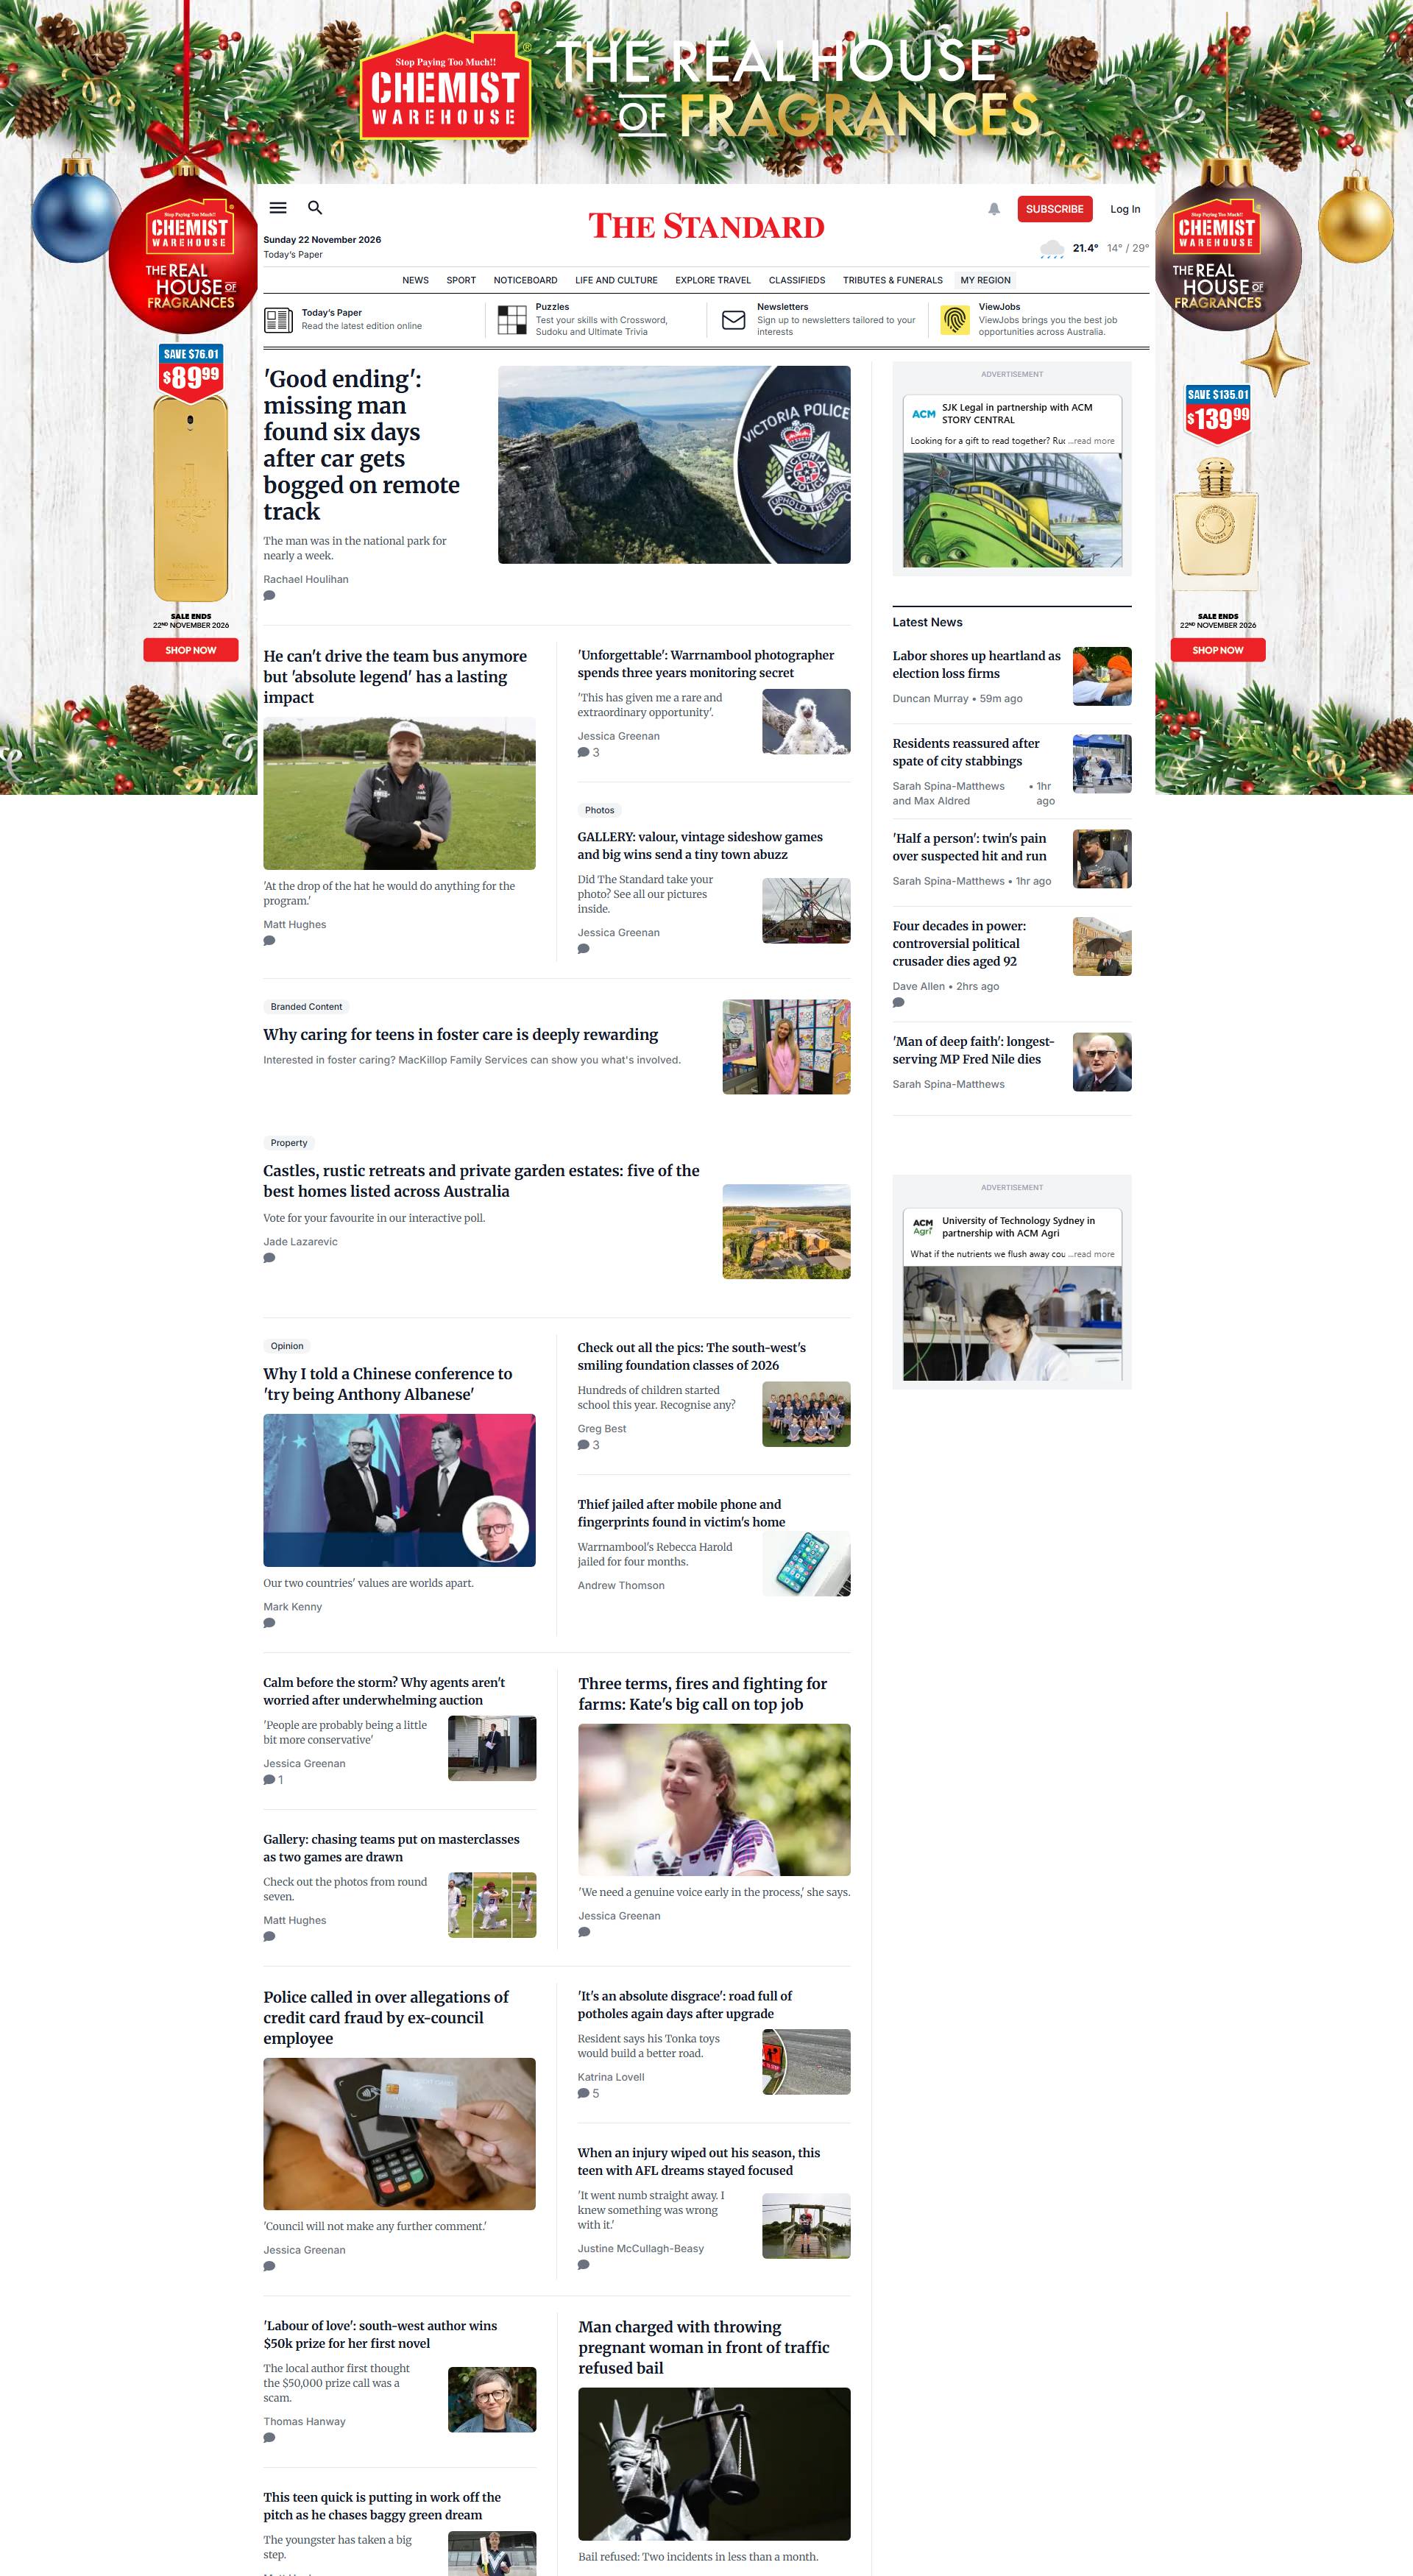 Stop Paying Too Much!!
CHEMIST
WAREHOUSE
®
THE REAL HOUSE
OF FRAGRANCES
Stop Paying Too Much!!
CHEMIST
WAREHOUSE
THE REAL
HOUSE OF
FRAGRANCES
SAVE $76.01
$89.99
SALE ENDS
22ND NOVEMBER 2026
SHOP NOW
Stop Paying Too Much!!
CHEMIST
WAREHOUSE
THE REAL
HOUSE OF
FRAGRANCES
SAVE $135.01
$139.99
SALE ENDS
22ND NOVEMBER 2026
SHOP NOW
THE STANDARD
SUBSCRIBE
Log In
Sunday 22 November 2026
Today's Paper
21.4° 14° / 29°
NEWS SPORT NOTICEBOARD LIFE AND CULTURE EXPLORE TRAVEL CLASSIFIEDS TRIBUTES & FUNERALS MY REGION
Today's Paper
Read the latest edition online
Puzzles
Test your skills with Crossword,
Sudoku and Ultimate Trivia
Newsletters
Sign up to newsletters tailored to your
interests
ViewJobs
ViewJobs brings you the best job
opportunities across Australia.
'Good ending':
missing man
found six days
after car gets
bogged on remote
track
The man was in the national park for
nearly a week.
Rachael Houlihan
VICTORIA POLICE
VICTORIA
POLICE
UPHOLD THE RIGHT
He can't drive the team bus anymore
but 'absolute legend' has a lasting
impact
'At the drop of the hat he would do anything for the
program.'
Matt Hughes
'Unforgettable': Warrnambool photographer
spends three years monitoring secret
'This has given me a rare and
extraordinary opportunity'.
Jessica Greenan
3
Photos
GALLERY: valour, vintage sideshow games
and big wins send a tiny town abuzz
Did The Standard take your
photo? See all our pictures
inside.
Jessica Greenan
Branded Content
Why caring for teens in foster care is deeply rewarding
Interested in foster caring? MacKillop Family Services can show you what's involved.
Property
Castles, rustic retreats and private garden estates: five of the
best homes listed across Australia
Vote for your favourite in our interactive poll.
Jade Lazarevic
Opinion
Why I told a Chinese conference to
'try being Anthony Albanese'
Our two countries' values are worlds apart.
Mark Kenny
Check out all the pics: The south-west's
smiling foundation classes of 2026
Hundreds of children started
school this year. Recognise any?
Greg Best
3
Thief jailed after mobile phone and
fingerprints found in victim's home
Warrnambool's Rebecca Harold
jailed for four months.
Andrew Thomson
Calm before the storm? Why agents aren't
worried after underwhelming auction
'People are probably being a little
bit more conservative'
Jessica Greenan
1
Gallery: chasing teams put on masterclasses
as two games are drawn
Check out the photos from round
seven.
Matt Hughes
Three terms, fires and fighting for
farms: Kate's big call on top job
'We need a genuine voice early in the process,' she says.
Jessica Greenan
Police called in over allegations of
credit card fraud by ex-council
employee
'Council will not make any further comment.'
Jessica Greenan
'It's an absolute disgrace': road full of
potholes again days after upgrade
Resident says his Tonka toys
would build a better road.
Katrina Lovell
5
When an injury wiped out his season, this
teen with AFL dreams stayed focused
'It went numb straight away. I
knew something was wrong
with it.'
Justine McCullagh-Beasy
'Labour of love': south-west author wins
$50k prize for her first novel
The local author first thought
the $50,000 prize call was a
scam.
Thomas Hanway
This teen quick is putting in work off the
pitch as he chases baggy green dream
The youngster has taken a big
step.
Man charged with throwing
pregnant woman in front of traffic
refused bail
Bail refused: Two incidents in less than a month.
ADVERTISEMENT
ACM
SJK Legal in partnership with ACM
STORY CENTRAL
Looking for a gift to read together? Ru ...read more
Latest News
Labor shores up heartland as
election loss firms
Duncan Murray • 59m ago
Residents reassured after
spate of city stabbings
Sarah Spina-Matthews • 1hr
and Max Aldred ago
'Half a person': twin's pain
over suspected hit and run
Sarah Spina-Matthews • 1hr ago
Four decades in power:
controversial political
crusader dies aged 92
Dave Allen • 2hrs ago
'Man of deep faith': longest-
serving MP Fred Nile dies
Sarah Spina-Matthews
ADVERTISEMENT
ACM
Agri
University of Technology Sydney in
partnership with ACM Agri
What if the nutrients we flush away cou ...read more